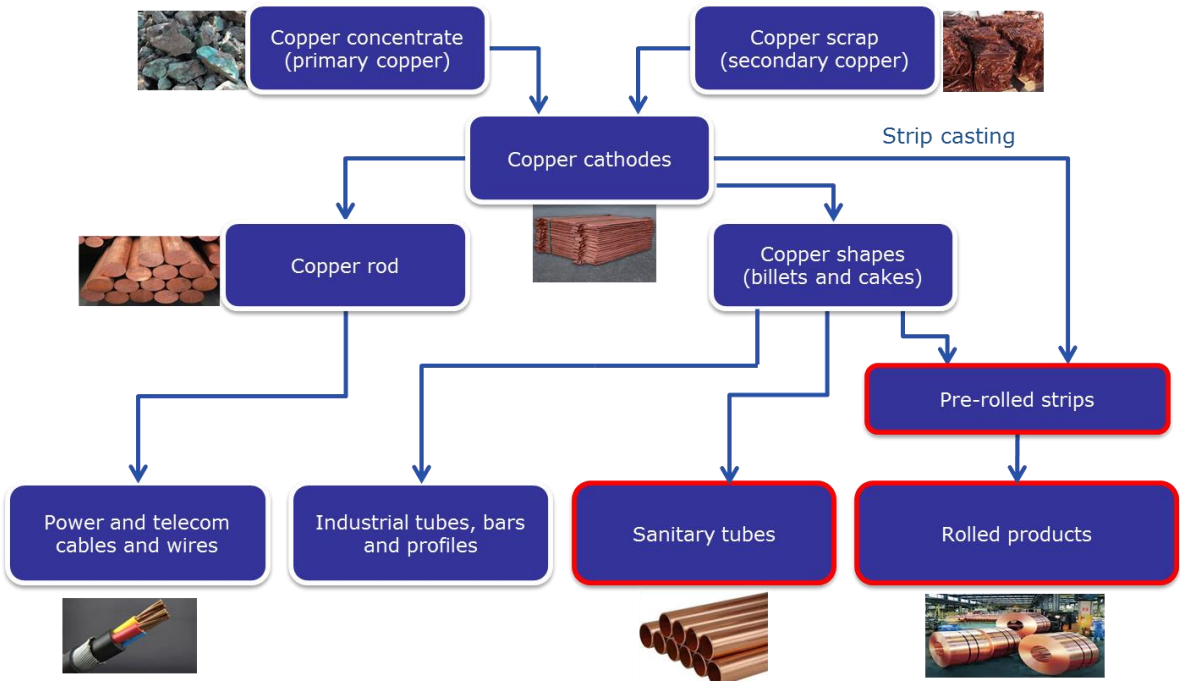 Copper concentrate
(primary copper)
Copper scrap
(secondary copper)
Copper cathodes
Strip casting
Copper rod
Copper shapes
(billets and cakes)
Pre-rolled strips
Power and telecom
cables and wires
Industrial tubes, bars
and profiles
Sanitary tubes
Rolled products